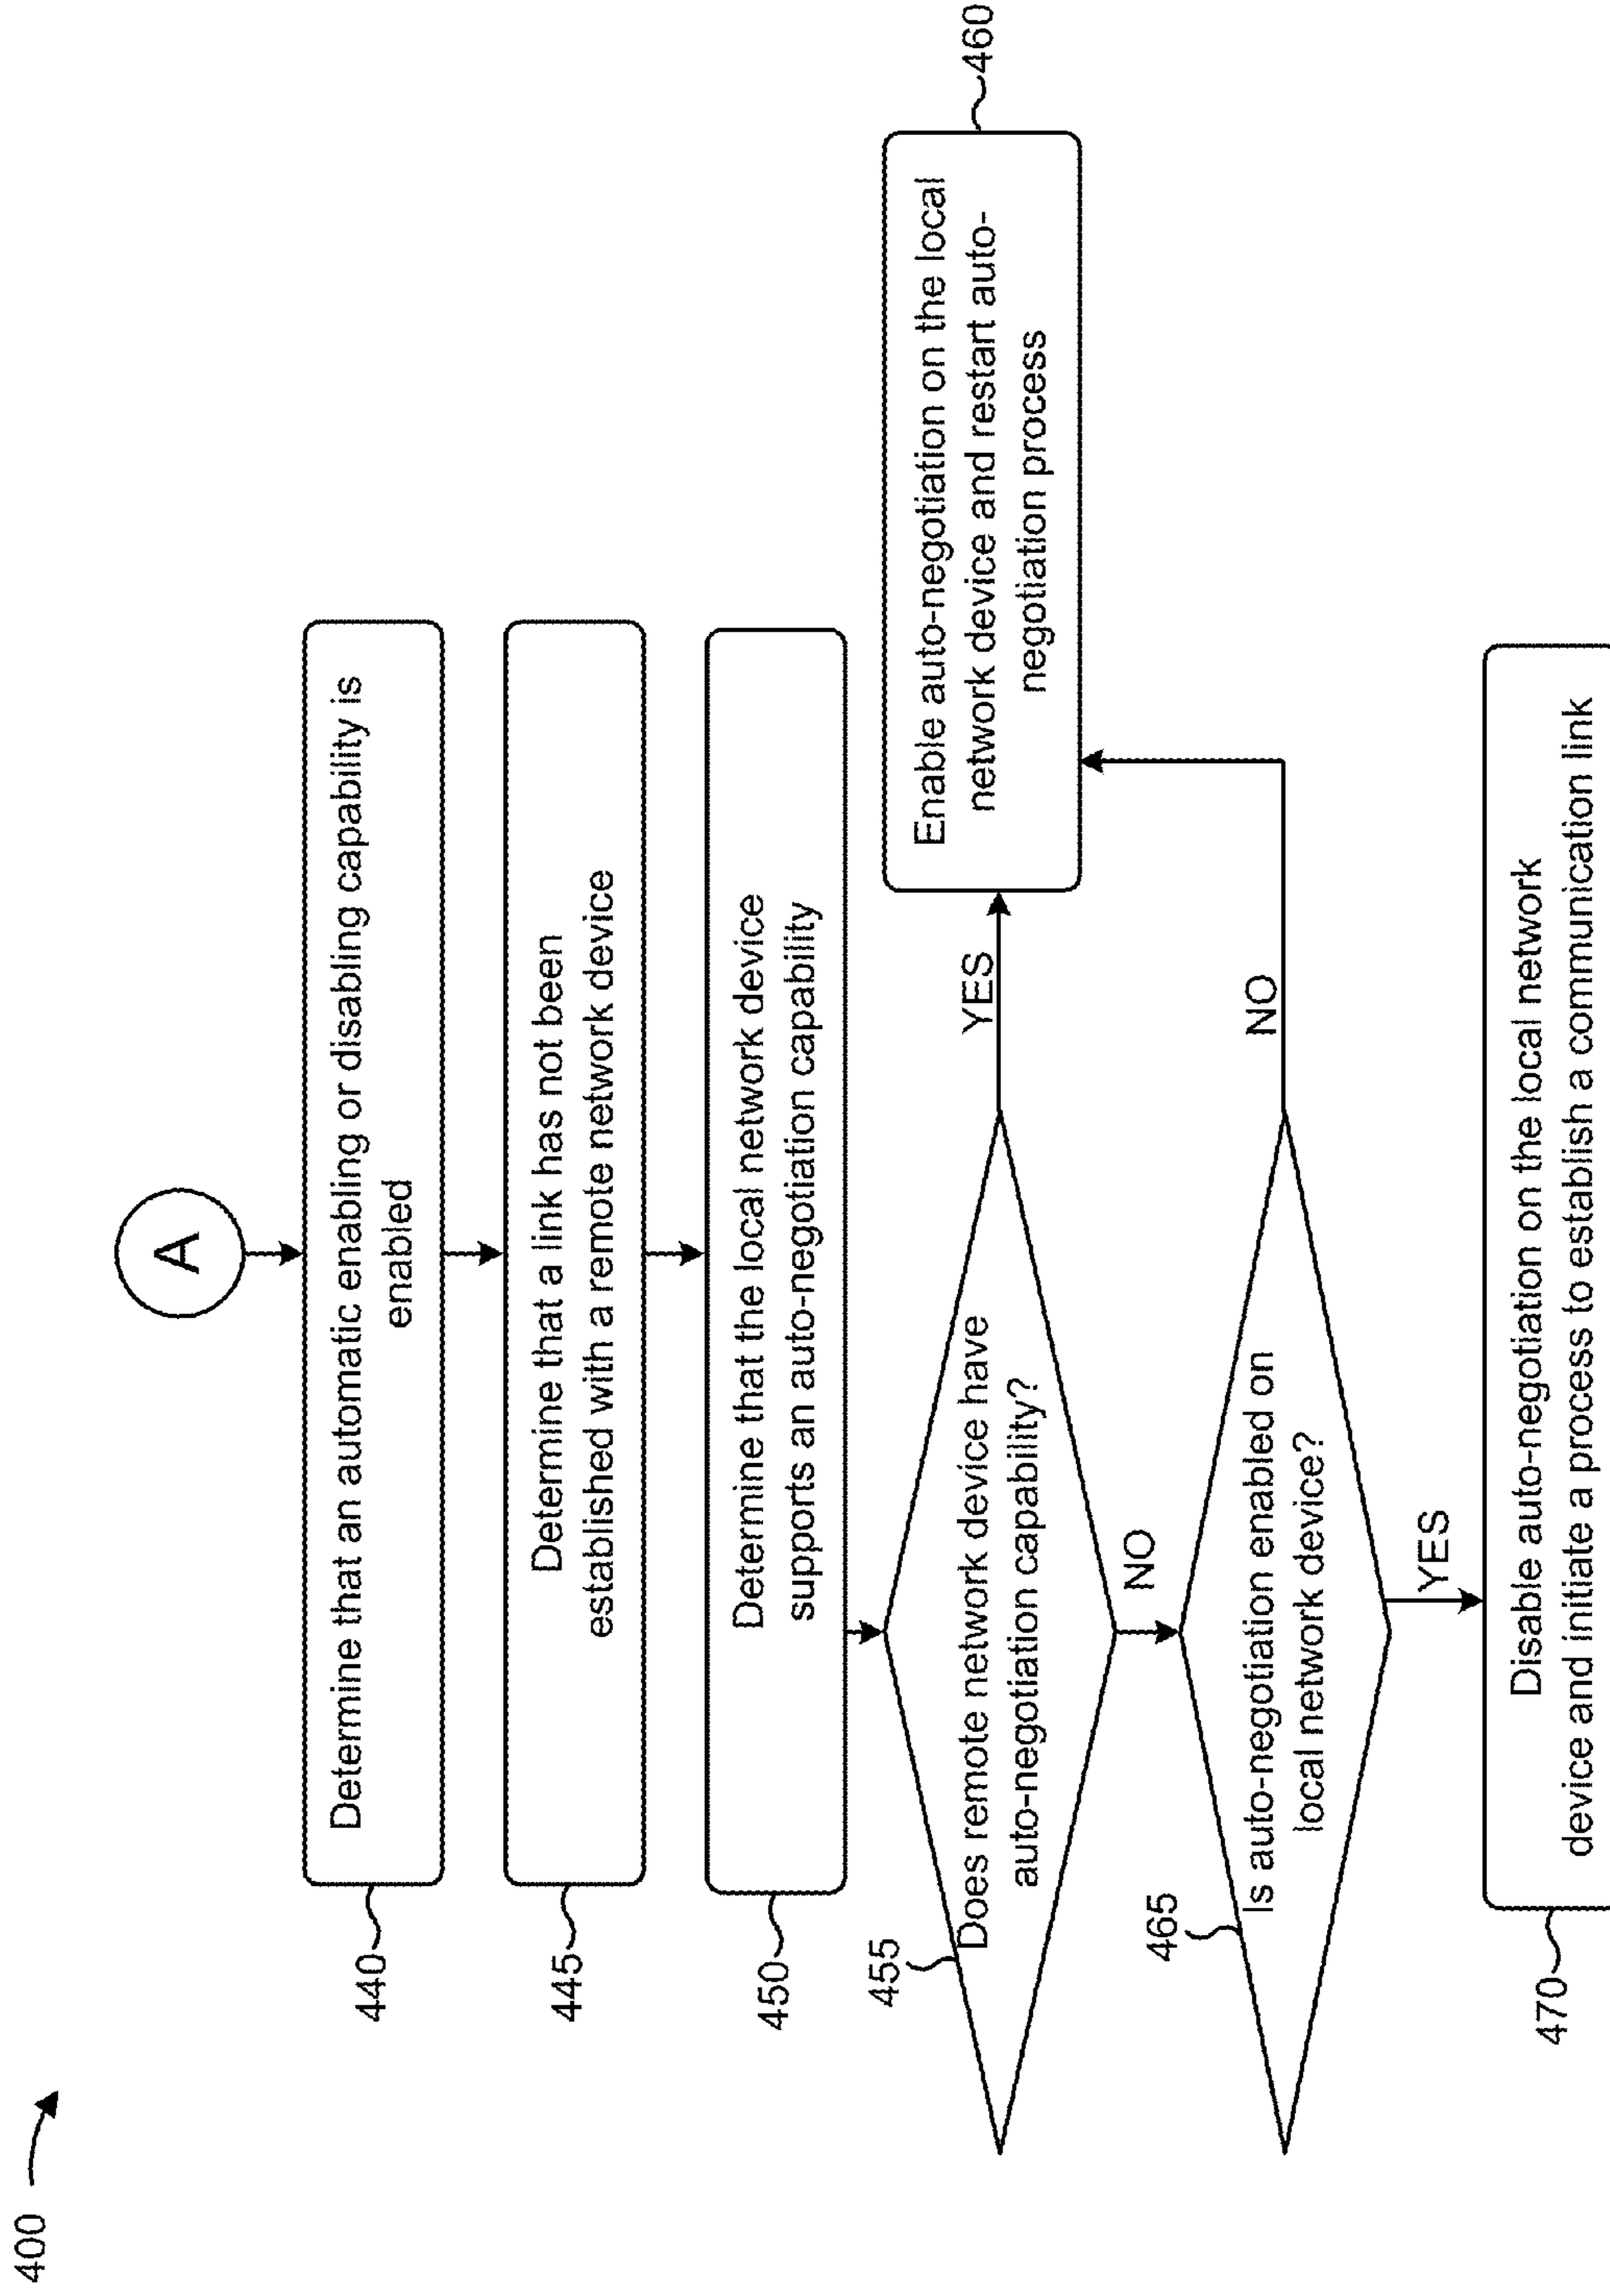 400
A
440
Determine that an automatic enabling or disabling capability is
enabled
445
Determine that a link has not been
established with a remote network device
450
Determine that the local network device
supports an auto-negotiation capability
455
Does remote network device have
auto-negotiation capability?
YES
460
Enable auto-negotiation on the local
network device and restart auto-
negotiation process
NO
465
Is auto-negotiation enabled on
local network device?
NO
YES
470
Disable auto-negotiation on the local network
device and initiate a process to establish a communication link